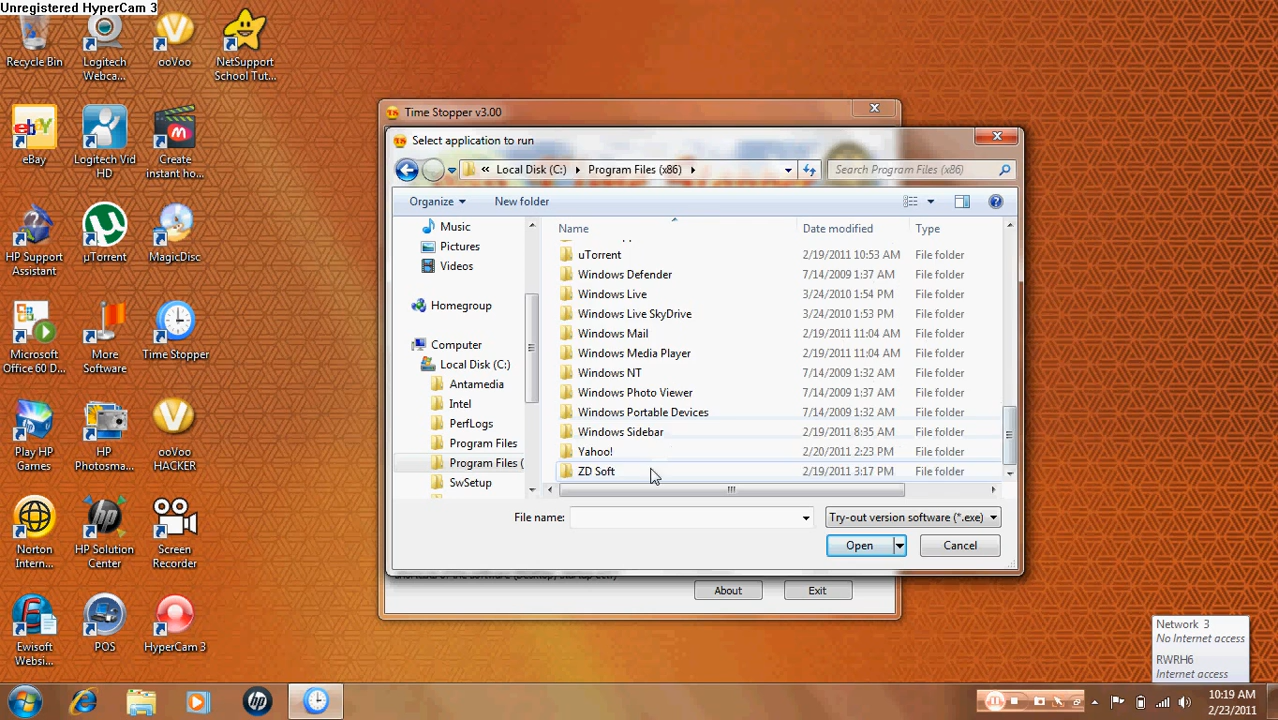 Unregistered HyperCam 3
Recycle Bin
Logitech
Webca...
ooVoo
NetSupport
School Tut...
eBay
Logitech Vid
HD
Create
instant ho...
HP Support
Assistant
µTorrent
MagicDisc
Microsoft
Office 60 D...
More
Software
Time Stopper
Play HP
Games
HP
Photosma...
ooVoo
HACKER
Norton
Intern...
HP Solution
Center
Screen
Recorder
Ewisoft
Websi...
POS
HyperCam 3
Time Stopper v3.00
Select application to run
« Local Disk (C:) Program Files (x86)
Search Program Files (x86)
Organize
New folder
Music
Pictures
Videos
Homegroup
Computer
Local Disk (C:)
Antamedia
Intel
PerfLogs
Program Files
Program Files (
SwSetup
Name Date modified Type
uTorrent 2/19/2011 10:53 AM File folder
Windows Defender 7/14/2009 1:37 AM File folder
Windows Live 3/24/2010 1:54 PM File folder
Windows Live SkyDrive 3/24/2010 1:53 PM File folder
Windows Mail 2/19/2011 11:04 AM File folder
Windows Media Player 2/19/2011 11:04 AM File folder
Windows NT 7/14/2009 1:32 AM File folder
Windows Photo Viewer 7/14/2009 1:37 AM File folder
Windows Portable Devices 7/14/2009 1:32 AM File folder
Windows Sidebar 2/19/2011 8:35 AM File folder
Yahoo! 2/20/2011 2:23 PM File folder
ZD Soft 2/19/2011 3:17 PM File folder
File name:
Try-out version software (*.exe)
Open
Cancel
About
Exit
Network 3
No Internet access
RWRH6
Internet access
10:19 AM
2/23/2011